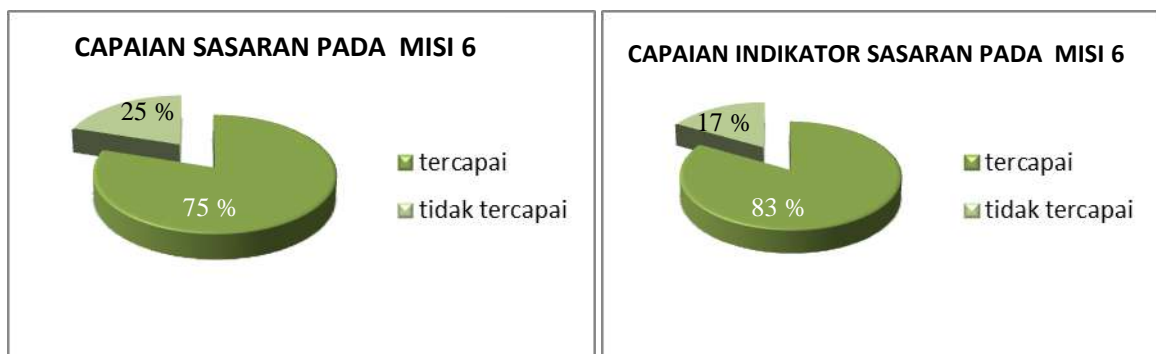 CAPAIAN SASARAN PADA MISI 6
25 %
75 %
tercapai
tidak tercapai
CAPAIAN INDIKATOR SASARAN PADA MISI 6
17 %
83 %
tercapai
tidak tercapai